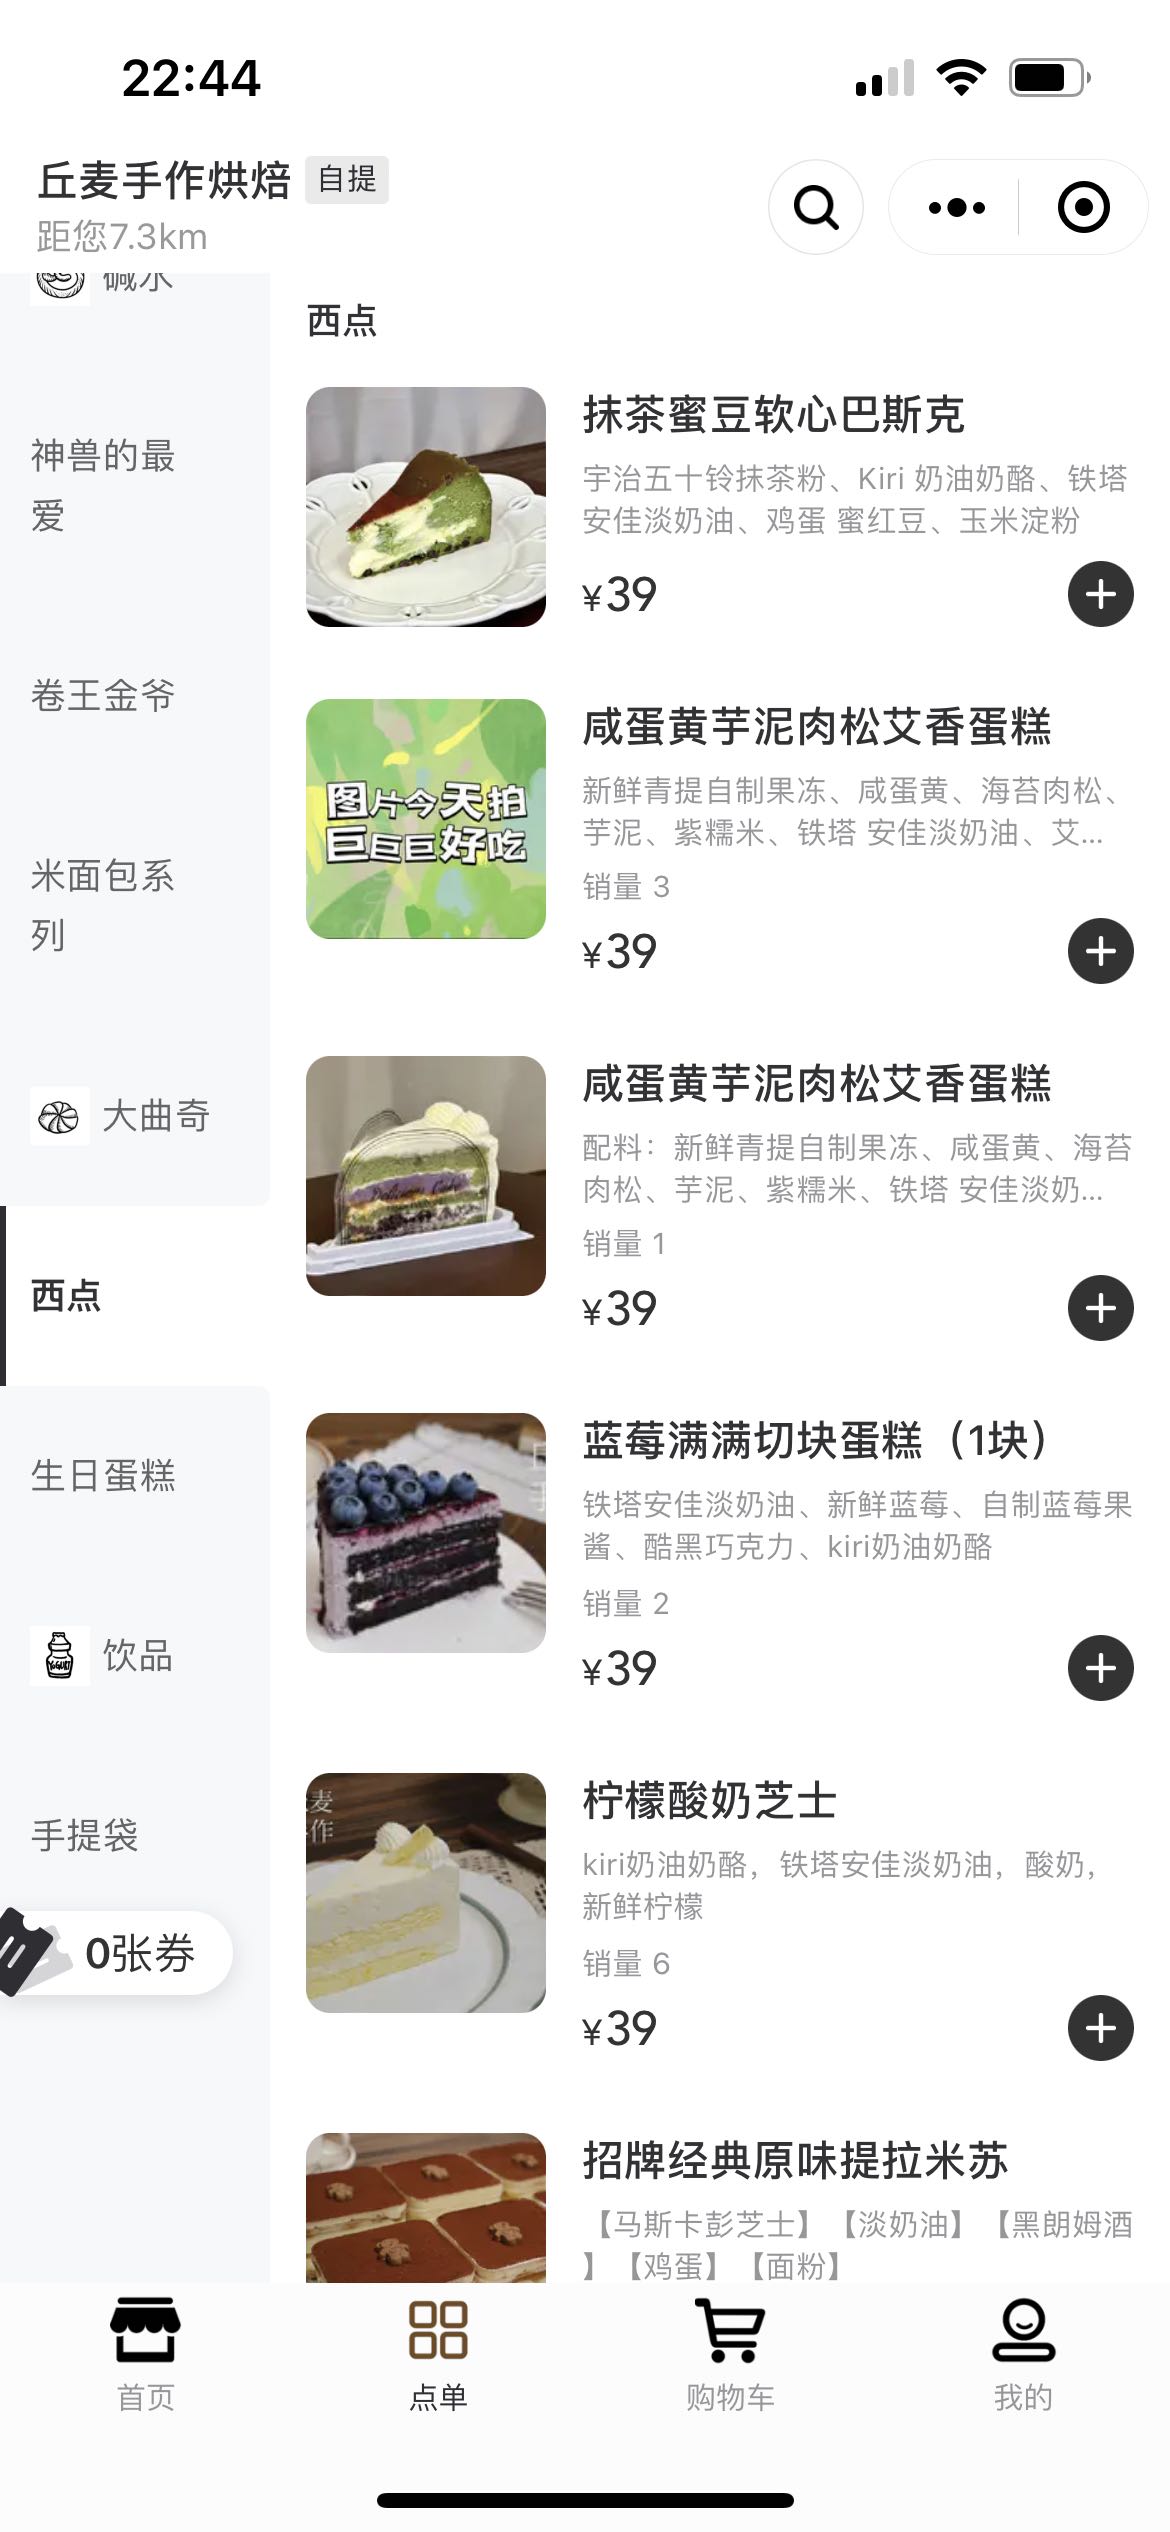 22:44
丘麦手作烘焙 自提
距您7.3km
碱水
神兽的最
爱
卷王金爷
米面包系
列
大曲奇
西点
生日蛋糕
饮品
手提袋
0张券
西点
抹茶蜜豆软心巴斯克
宇治五十铃抹茶粉、Kiri 奶油奶酪、铁塔
安佳淡奶油、鸡蛋 蜜红豆、玉米淀粉
¥39
图片今天拍
巨巨巨好吃
咸蛋黄芋泥肉松艾香蛋糕
新鲜青提自制果冻、咸蛋黄、海苔肉松、
芋泥、紫糯米、铁塔 安佳淡奶油、艾...
销量 3
¥39
咸蛋黄芋泥肉松艾香蛋糕
配料：新鲜青提自制果冻、咸蛋黄、海苔
肉松、芋泥、紫糯米、铁塔 安佳淡奶...
销量 1
¥39
蓝莓满满切块蛋糕（1块）
铁塔安佳淡奶油、新鲜蓝莓、自制蓝莓果
酱、酷黑巧克力、kiri奶油奶酪
销量 2
¥39
麦
作
柠檬酸奶芝士
kiri奶油奶酪，铁塔安佳淡奶油，酸奶，
新鲜柠檬
销量 6
¥39
招牌经典原味提拉米苏
【马斯卡彭芝士】【淡奶油】【黑朗姆酒
】【鸡蛋】【面粉】
首页
点单
购物车
我的